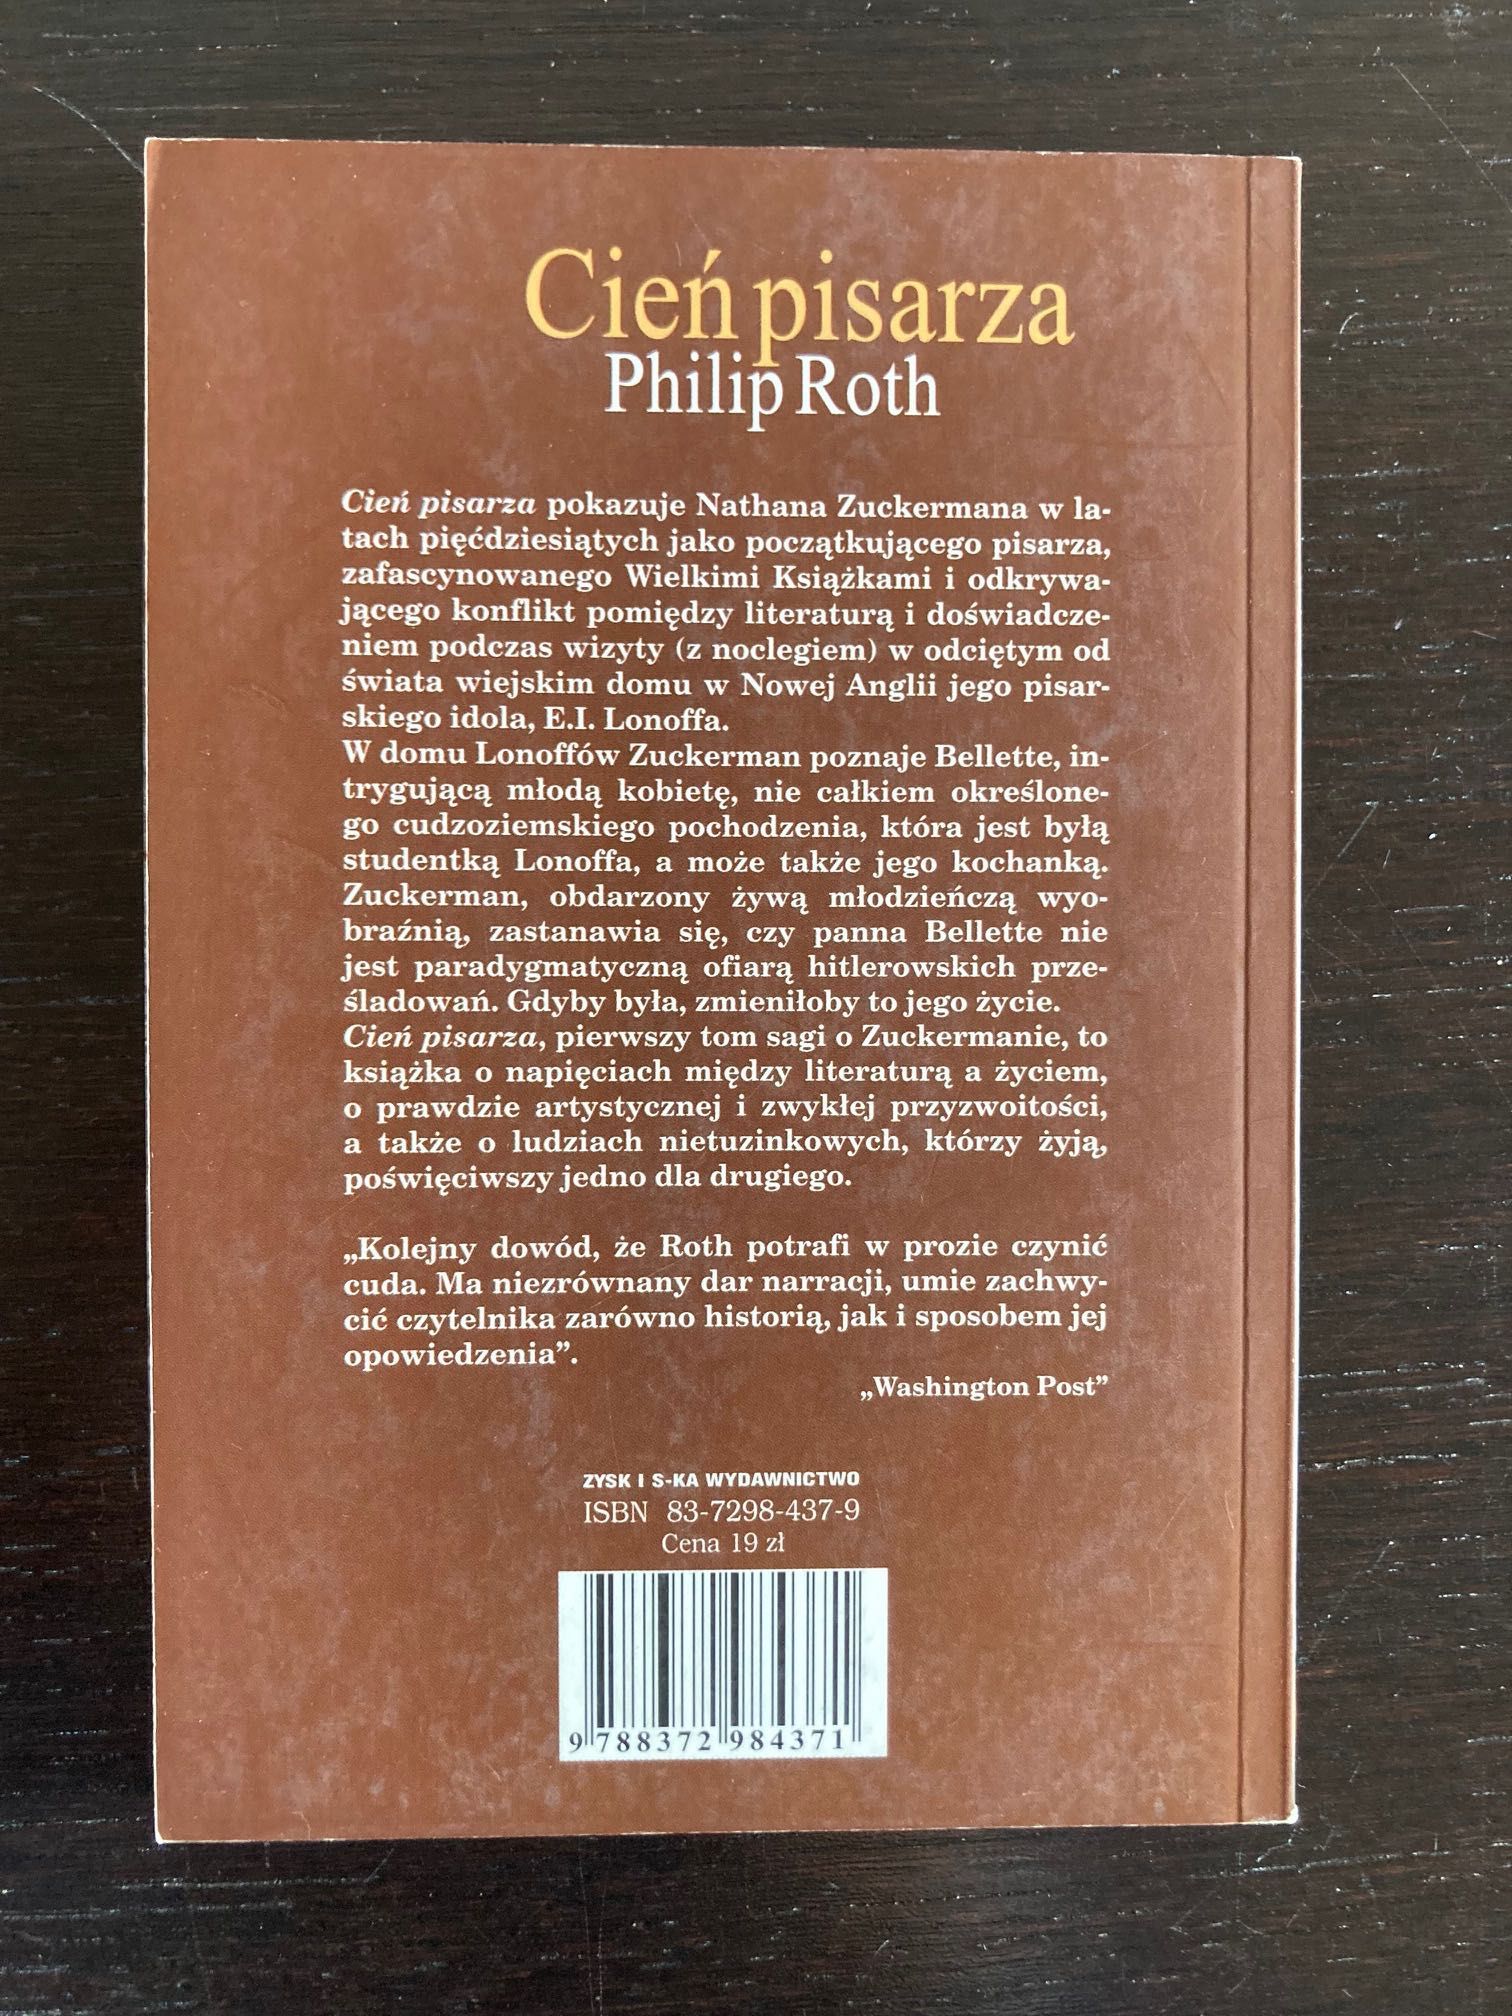 Cień pisarza
Philip Roth
Cień pisarza pokazuje Nathana Zuckermana w la-
tach pięćdziesiątych jako początkującego pisarza,
zafascynowanego Wielkimi Książkami i odkrywa-
jącego konflikt pomiędzy literaturą i doświadcze-
niem podczas wizyty (z noclegiem) w odciętym od
świata wiejskim domu w Nowej Anglii jego pisar-
skiego idola, E.I. Lonoffa.
W domu Lonoffów Zuckerman poznaje Bellette, in-
trygującą młodą kobietę, nie całkiem określone-
go cudzoziemskiego pochodzenia, która jest byłą
studentką Lonoffa, a może także jego kochanką.
Zuckerman, obdarzony żywą młodzieńczą wyo-
braźnią, zastanawia się, czy panna Bellette nie
jest paradygmatyczną ofiarą hitlerowskich prze-
śladowań. Gdyby była, zmieniłoby to jego życie.
Cień pisarza, pierwszy tom sagi o Zuckermanie, to
książka o napięciach między literaturą a życiem,
o prawdzie artystycznej i zwykłej przyzwoitości,
a także o ludziach nietuzinkowych, którzy żyją,
poświęciwszy jedno dla drugiego.
„Kolejny dowód, że Roth potrafi w prozie czynić
cuda. Ma niezrównany dar narracji, umie zachwy-
cić czytelnika zarówno historią, jak i sposobem jej
opowiedzenia”.
„Washington Post”
ZYSK I S-KA WYDAWNICTWO
ISBN 83-7298-437-9
Cena 19 zł
9 788372 984371